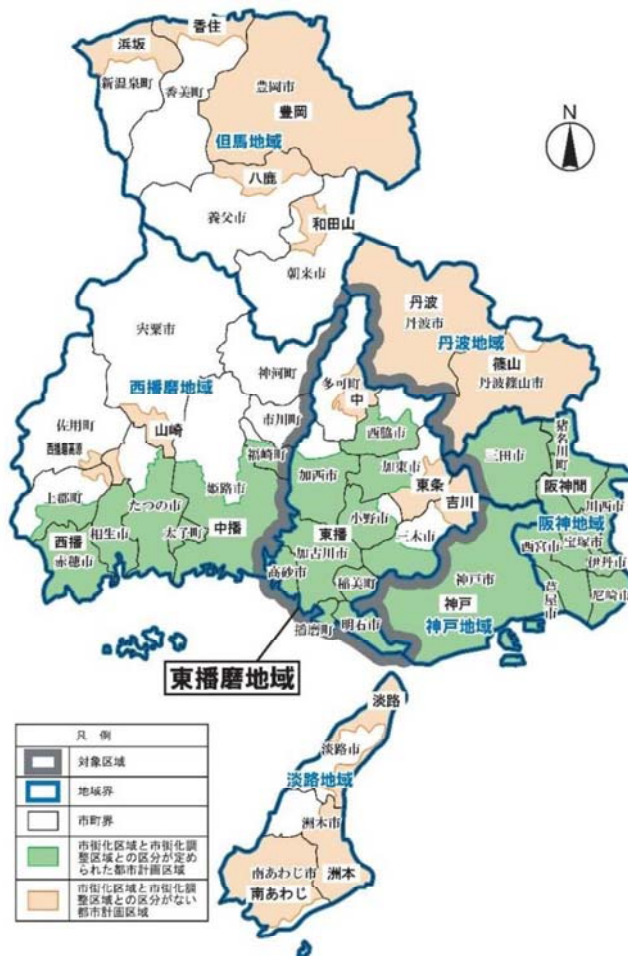 香住
浜坂
新温泉町
香美町
豊岡市
豊岡
但馬地域
八鹿
養父市
和田山
朝来市
N
丹波
丹波市
丹波地域
篠山
丹波篠山市
宍粟市
神河町
多可町
中
西播磨地域
市川町
佐用町
山崎
西播磨高原
福崎町
西脇市
加東市
三田市
猪名川町
上郡町
姫路市
加西市
東条
吉川
阪神間
川西市
たつの市
小野市
西播
相生市
太子町
中播
東播
三木市
阪神地域
西宮市
宝塚市
赤穂市
加古川市
伊丹市
高砂市
稲美町
神戸市
芦屋市
尼崎市
神戸
播磨町
明石市
神戸地域
東播磨地域
淡路
淡路市
淡路地域
洲本市
南あわじ市
洲本
南あわじ
凡 例
対象区域
地域界
市町界
市街化区域と市街化調
整区域との区分が定め
られた都市計画区域
市街化区域と市街化調
整区域との区分がない
都市計画区域